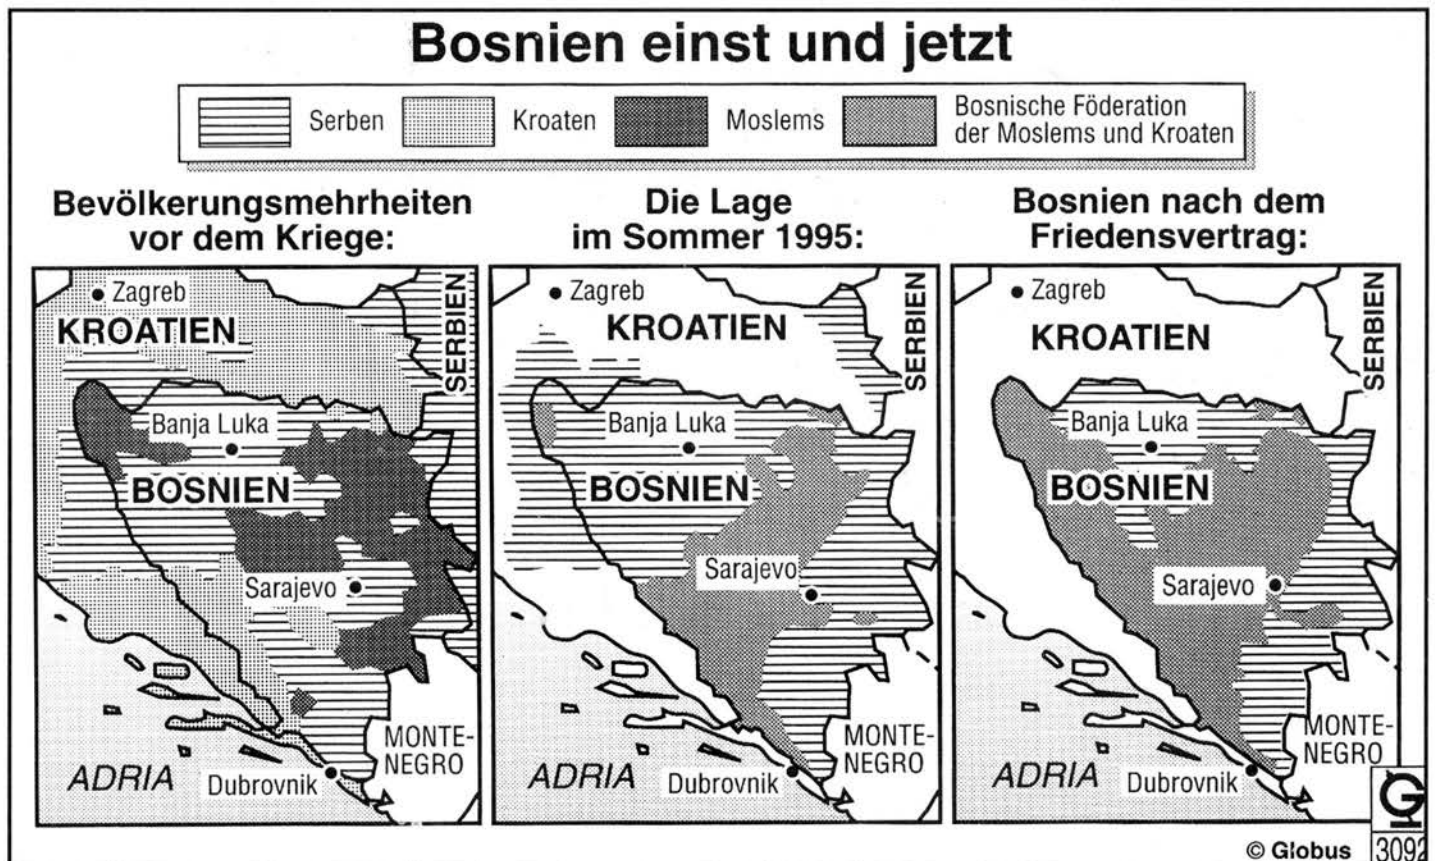 Bosnien einst und jetzt
Serben
Kroaten
Moslems
Bosnische Föderation
der Moslems und Kroaten
Bevölkerungsmehrheiten
vor dem Kriege:
Zagreb
KROATIEN
SERBIEN
Banja Luka
BOSNIEN
Sarajevo
MONTE-
NEGRO
ADRIA
Dubrovnik
Die Lage
im Sommer 1995:
Zagreb
KROATIEN
SERBIEN
Banja Luka
BOSNIEN
Sarajevo
MONTE-
NEGRO
ADRIA
Dubrovnik
Bosnien nach dem
Friedensvertrag:
Zagreb
KROATIEN
SERBIEN
Banja Luka
BOSNIEN
Sarajevo
MONTE-
NEGRO
ADRIA
Dubrovnik
© Globus
G
3092